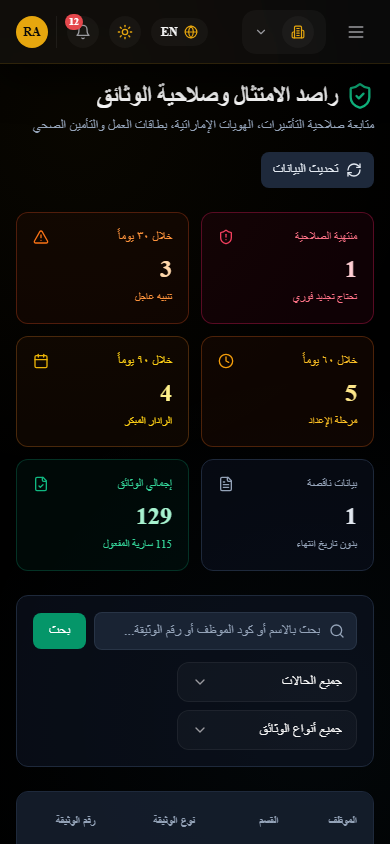 RA
12
EN
راصد الامتثال وصلاحية الوثائق
متابعة صلاحية التأشيرات، الهويات الإماراتية، بطاقات العمل والتأمين الصحي
تحديث البيانات
منتهية الصلاحية
1
تحتاج تجديد فوري
خلال ٣٠ يوماً
3
تنبيه عاجل
خلال ٦٠ يوماً
5
مرحلة الإعداد
خلال ٩٠ يوماً
4
الرادار المبكر
بيانات ناقصة
1
بدون تاريخ انتهاء
إجمالي الوثائق
129
115 سارية المفعول
بحث بالاسم أو كود الموظف أو رقم الوثيقة...
بحث
جميع الحالات
جميع أنواع الوثائق
الموظف القسم نوع الوثيقة رقم الوثيقة